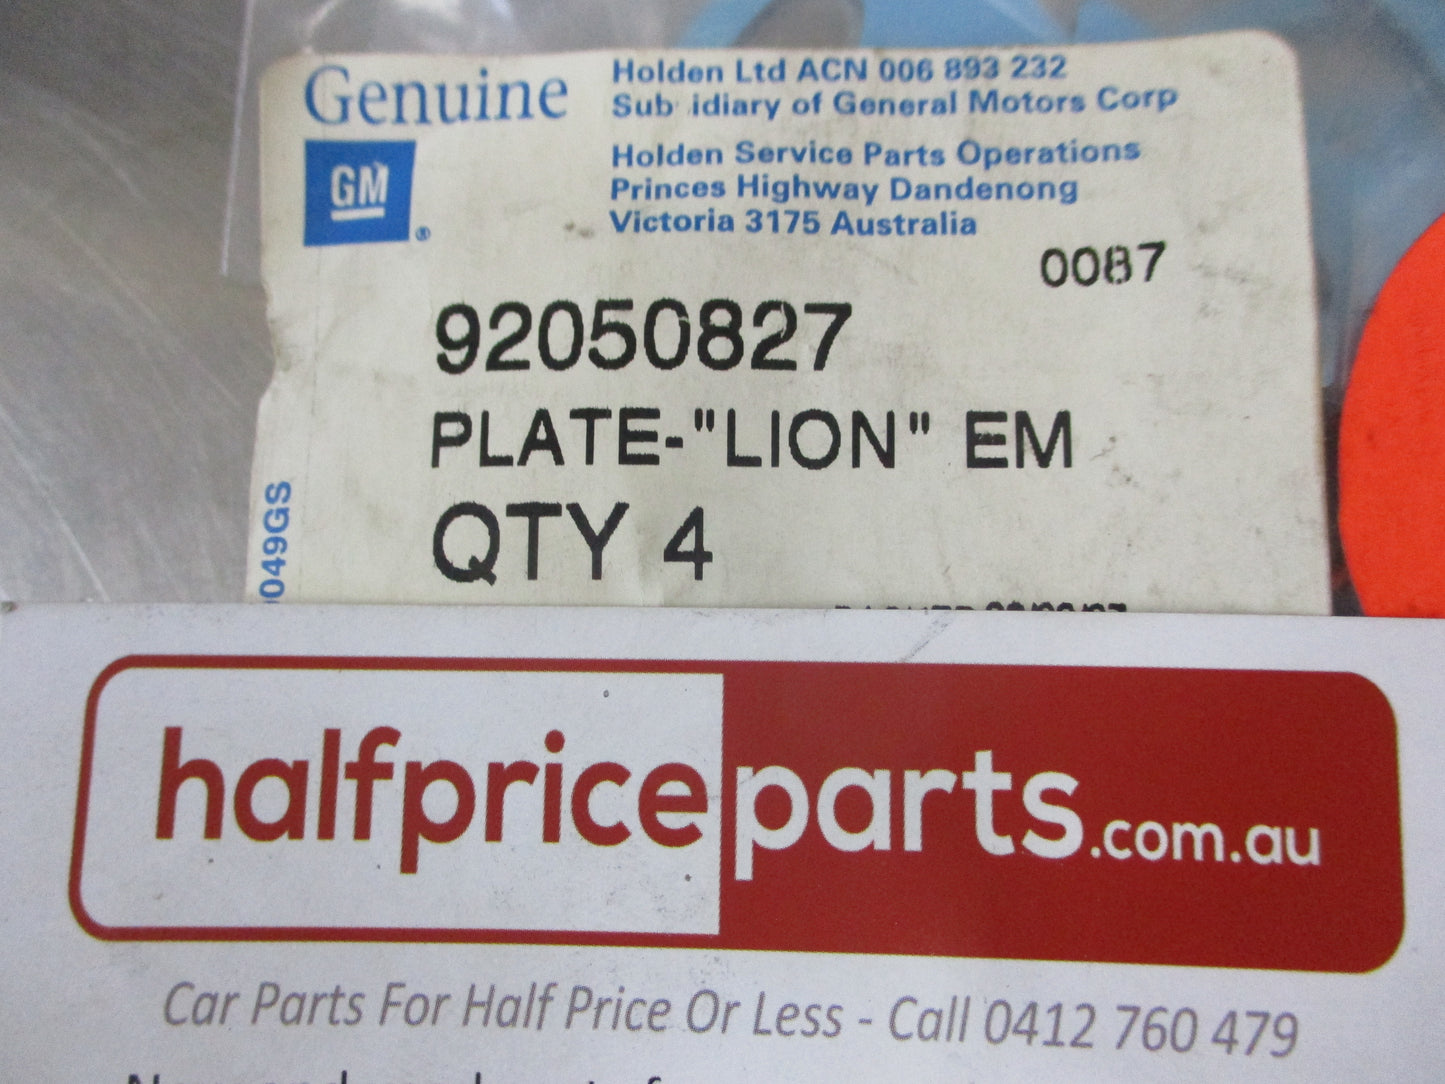 Genuine
GM
®
Holden Ltd ACN 006 893 232
Subsidiary of General Motors Corp
Holden Service Parts Operations
Princes Highway Dandenong
Victoria 3175 Australia
0087
92050827
PLATE-"LION" EM
QTY 4
049GS
halfpriceparts.com.au
Car Parts For Half Price Or Less - Call 0412 760 479